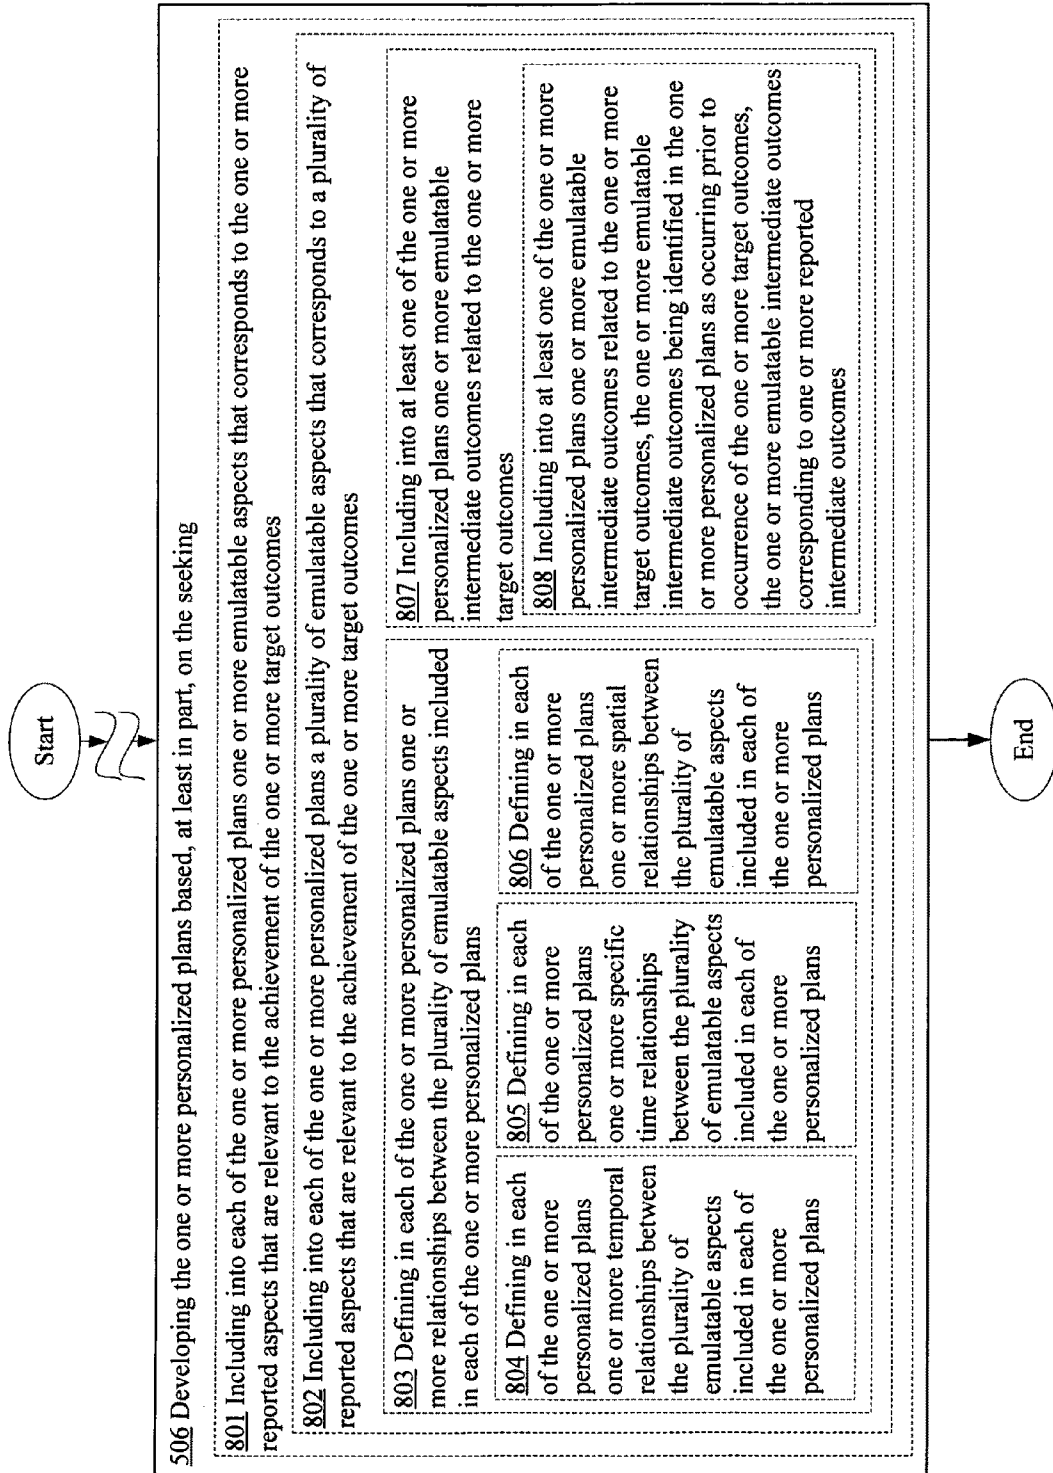 Start
506 Developing the one or more personalized plans based, at least in part, on the seeking
801 Including into each of the one or more personalized plans one or more emulatable aspects that corresponds to the one or more
reported aspects that are relevant to the achievement of the one or more target outcomes
802 Including into each of the one or more personalized plans a plurality of emulatable aspects that corresponds to a plurality of
reported aspects that are relevant to the achievement of the one or more target outcomes
803 Defining in each of the one or more personalized plans one or
more relationships between the plurality of emulatable aspects included
in each of the one or more personalized plans
804 Defining in each
of the one or more
personalized plans
one or more temporal
relationships between
the plurality of
emulatable aspects
included in each of
the one or more
personalized plans
805 Defining in each
of the one or more
personalized plans
one or more specific
time relationships
between the plurality
of emulatable aspects
included in each of
the one or more
personalized plans
806 Defining in each
of the one or more
personalized plans
one or more spatial
relationships between
the plurality of
emulatable aspects
included in each of
the one or more
personalized plans
807 Including into at least one of the one or more
personalized plans one or more emulatable
intermediate outcomes related to the one or more
target outcomes
808 Including into at least one of the one or more
personalized plans one or more emulatable
intermediate outcomes related to the one or more
target outcomes, the one or more emulatable
intermediate outcomes being identified in the one
or more personalized plans as occurring prior to
occurrence of the one or more target outcomes,
the one or more emulatable intermediate outcomes
corresponding to one or more reported
intermediate outcomes
End